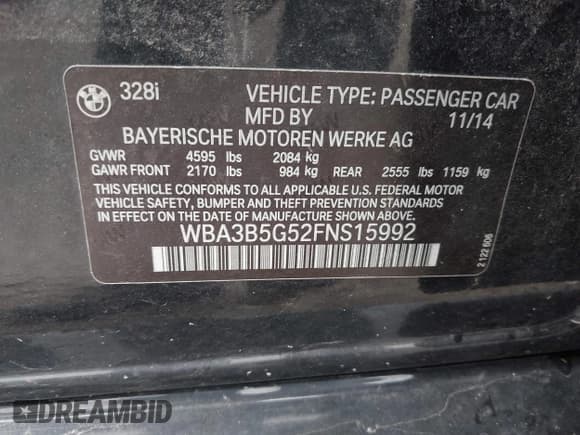 BMW
328i VEHICLE TYPE: PASSENGER CAR
MFD BY 11/14
BAYERISCHE MOTOREN WERKE AG
GVWR 4595 lbs 2084 kg
GAWR FRONT 2170 lbs 984 kg REAR 2555 lbs 1159 kg
THIS VEHICLE CONFORMS TO ALL APPLICABLE U.S. FEDERAL MOTOR
VEHICLE SAFETY, BUMPER AND THEFT PREVENTION STANDARDS
IN EFFECT ON THE DATE OF MANUFACTURE SHOWN ABOVE.
WBA3B5G52FNS15992
2 122 606
DREAMBID